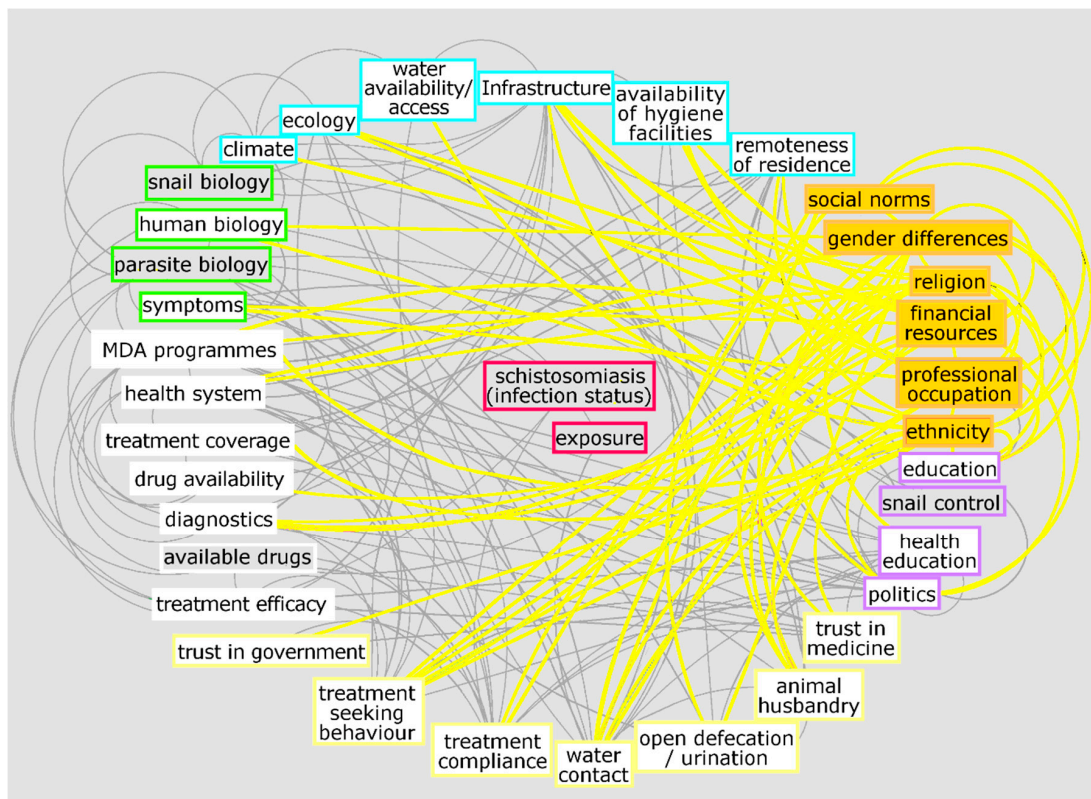 water
availability/
access
Infrastructure
availability
of hygiene
facilities
ecology
climate
remoteness
of residence
snail biology
human biology
parasite biology
symptoms
social norms
gender differences
religion
financial
resources
professional
occupation
ethnicity
MDA programmes
health system
treatment coverage
drug availability
diagnostics
available drugs
treatment efficacy
schistosomiasis
(infection status)
exposure
education
snail control
health
education
politics
trust in government
treatment
seeking
behaviour
treatment
compliance
water
contact
open defecation
/ urination
animal
husbandry
trust in
medicine